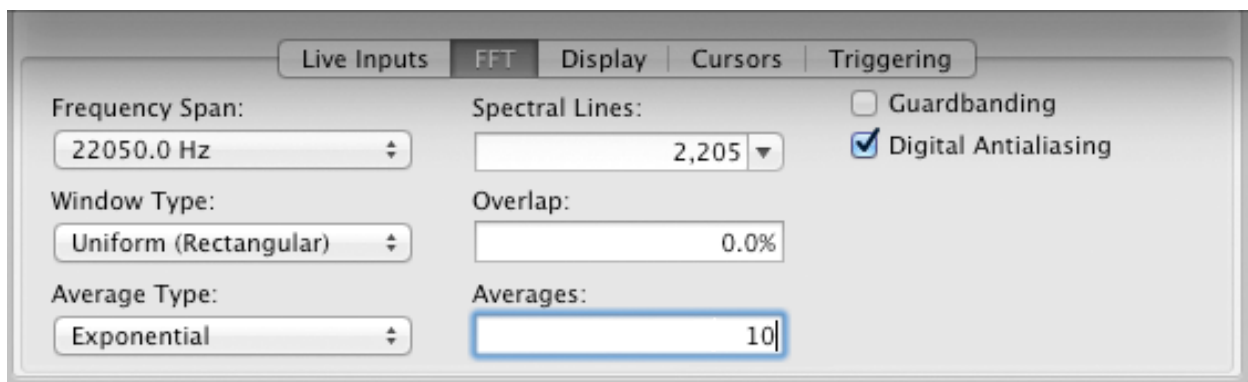 Live Inputs FFT Display Cursors Triggering
Frequency Span: Spectral Lines: Guardbanding
22050.0 Hz 2,205 Digital Antialiasing
Window Type: Overlap:
Uniform (Rectangular) 0.0%
Average Type: Averages:
Exponential 10